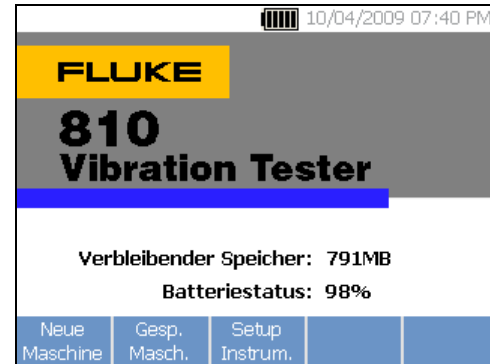 10/04/2009 07:40 PM
FLUKE
810
Vibration Tester
Verbleibender Speicher: 791MB
Batteriestatus: 98%
Neue Maschine
Gesp. Masch.
Setup Instrum.